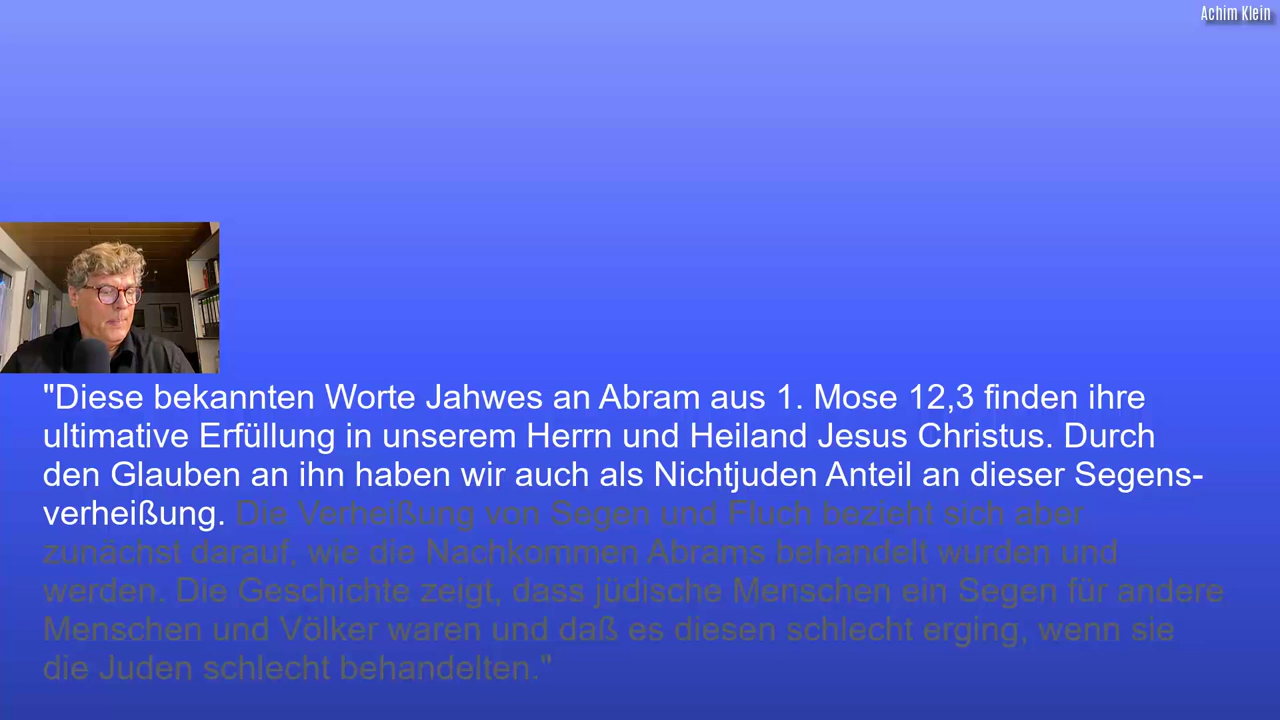 Achim Klein
"Diese bekannten Worte Jahwes an Abram aus 1. Mose 12,3 finden ihre
ultimative Erfüllung in unserem Herrn und Heiland Jesus Christus. Durch
den Glauben an ihn haben wir auch als Nichtjuden Anteil an dieser Segens-
verheißung. Die Verheißung von Segen und Fluch bezieht sich aber
zunächst darauf, wie die Nachkommen Abrams behandelt wurden und
werden. Die Geschichte zeigt, dass jüdische Menschen ein Segen für andere
Menschen und Völker waren und daß es diesen schlecht erging, wenn sie
die Juden schlecht behandelten."